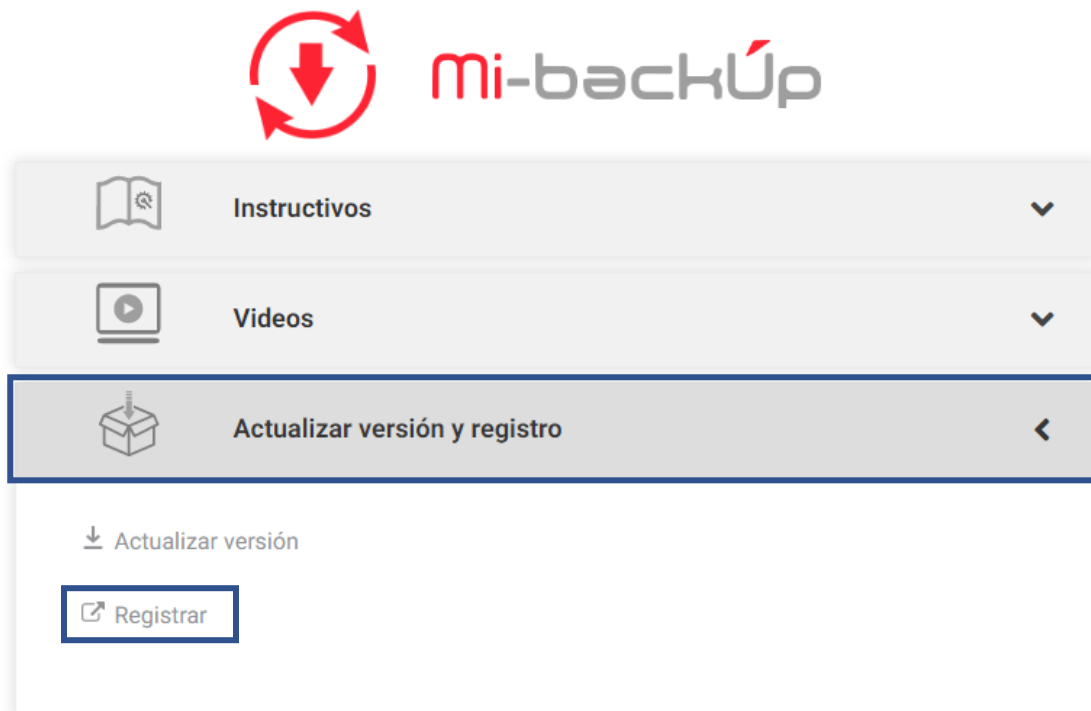 Mi-backÚp
Instructivos
Videos
Actualizar versión y registro
Actualizar versión
Registrar